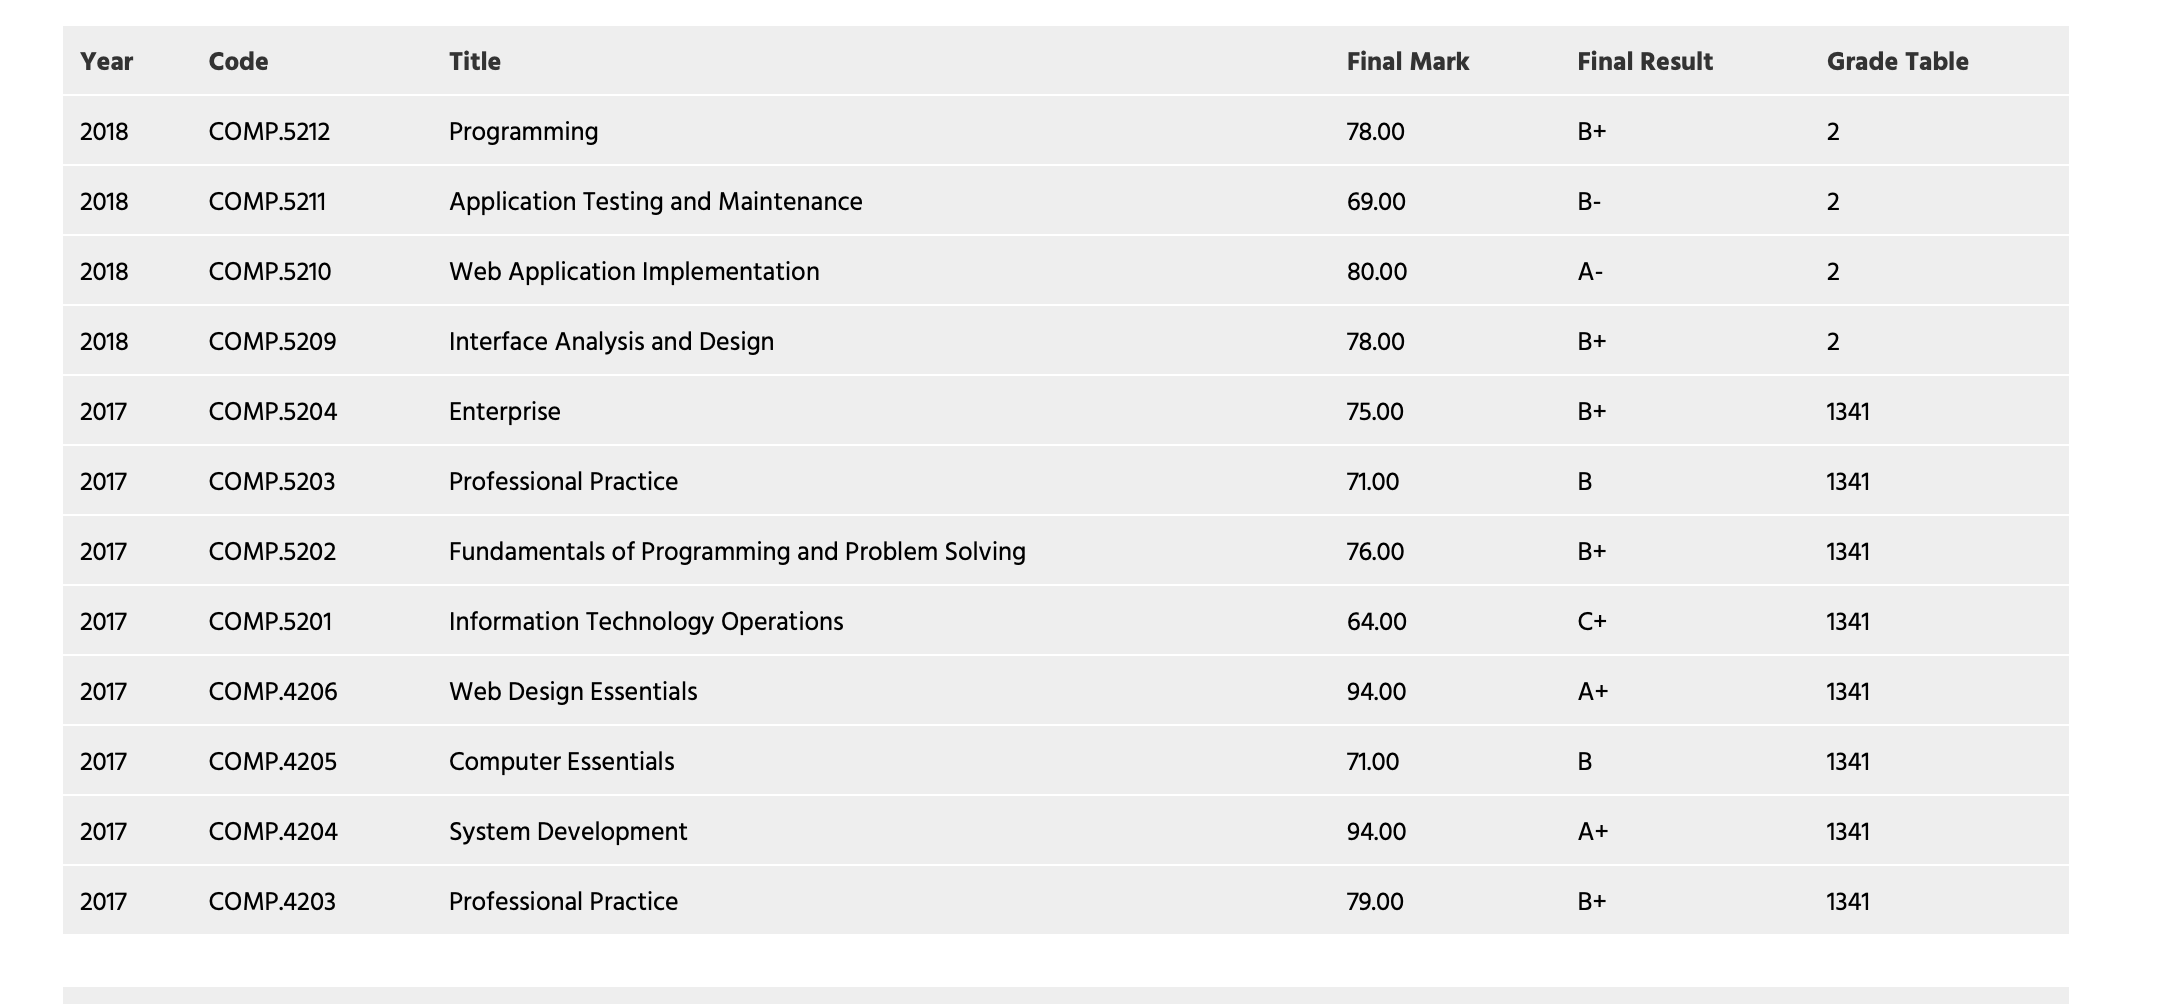 Year Code Title Final Mark Final Result Grade Table
2018 COMP.5212 Programming 78.00 B+ 2
2018 COMP.5211 Application Testing and Maintenance 69.00 B- 2
2018 COMP.5210 Web Application Implementation 80.00 A- 2
2018 COMP.5209 Interface Analysis and Design 78.00 B+ 2
2017 COMP.5204 Enterprise 75.00 B+ 1341
2017 COMP.5203 Professional Practice 71.00 B 1341
2017 COMP.5202 Fundamentals of Programming and Problem Solving 76.00 B+ 1341
2017 COMP.5201 Information Technology Operations 64.00 C+ 1341
2017 COMP.4206 Web Design Essentials 94.00 A+ 1341
2017 COMP.4205 Computer Essentials 71.00 B 1341
2017 COMP.4204 System Development 94.00 A+ 1341
2017 COMP.4203 Professional Practice 79.00 B+ 1341